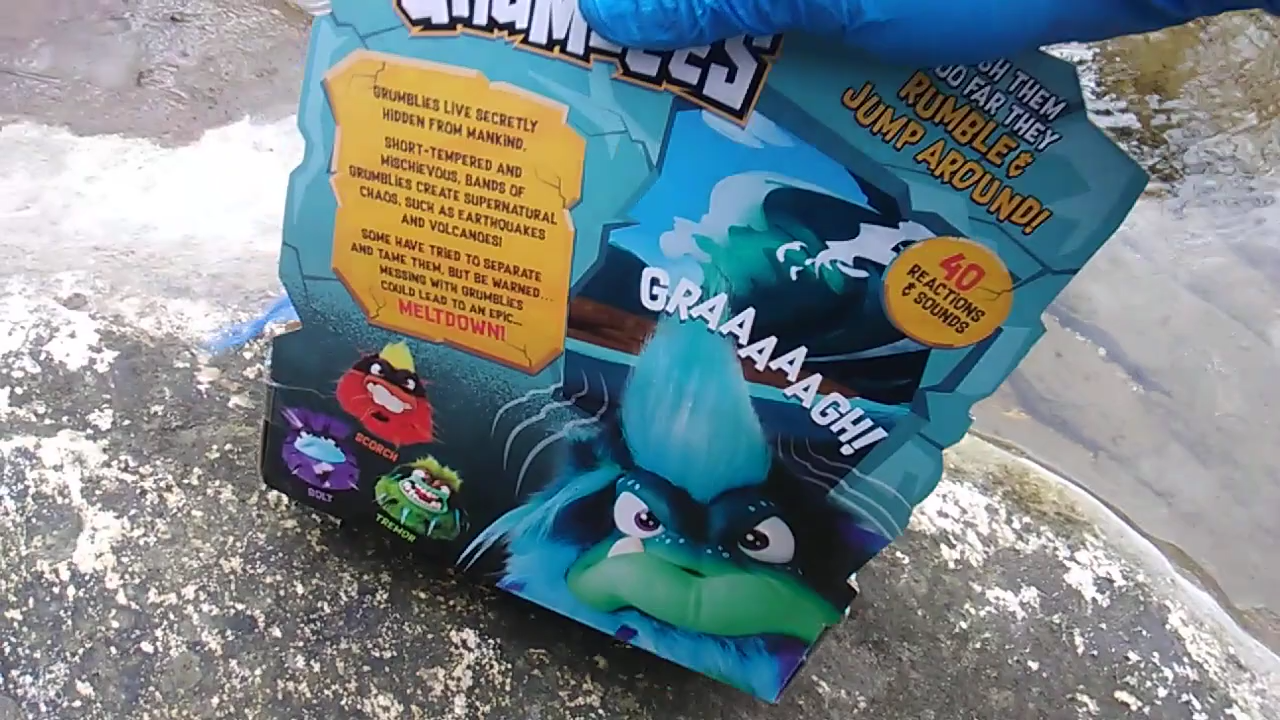 GRUMBLIES
GRUMBLIES LIVE SECRETLY
HIDDEN FROM MANKIND.
SHORT-TEMPERED AND
MISCHIEVOUS, BANDS OF
GRUMBLIES CREATE SUPERNATURAL
CHAOS, SUCH AS EARTHQUAKES
AND VOLCANOES!
SOME HAVE TRIED TO SEPARATE
AND TAME THEM, BUT BE WARNED...
MESSING WITH GRUMBLIES
COULD LEAD TO AN EPIC...
MELTDOWN!
SCORCH
BOLT
TREMOR
THEM
FAR THEY
RUMBLE &
JUMP AROUND!
40
REACTIONS
& SOUNDS
GRAAAAAGH!